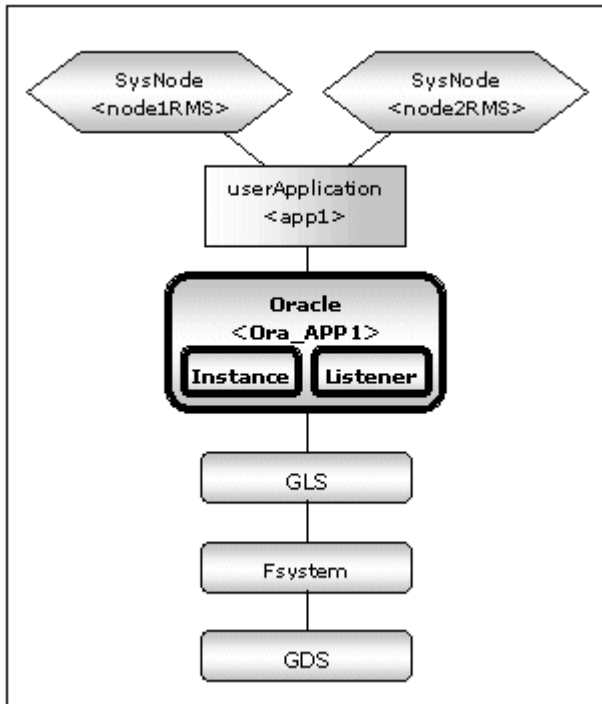 SysNode
<node1RMS>
SysNode
<node2RMS>
userApplication
<app1>
Oracle
<Ora_APP1>
Instance
Listener
GLS
Fsystem
GDS